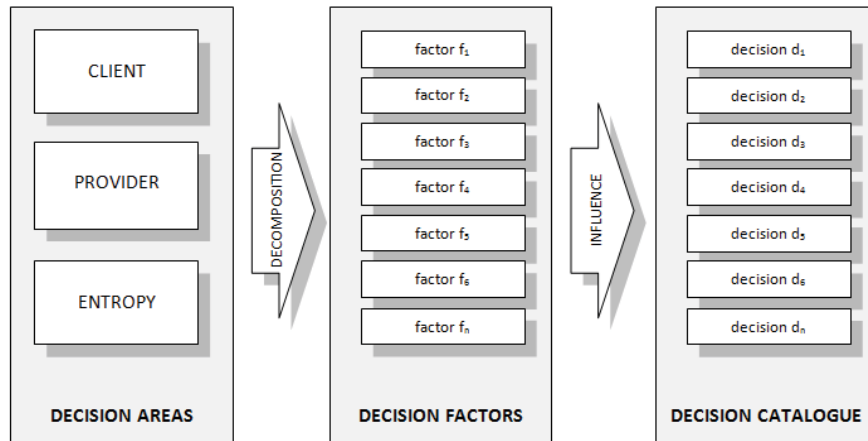 CLIENT
PROVIDER
ENTROPY
DECISION AREAS
DECOMPOSITION
factor f₁
factor f₂
factor f₃
factor f₄
factor f₅
factor f₆
factor fₙ
DECISION FACTORS
INFLUENCE
decision d₁
decision d₂
decision d₃
decision d₄
decision d₅
decision d₆
decision dₙ
DECISION CATALOGUE